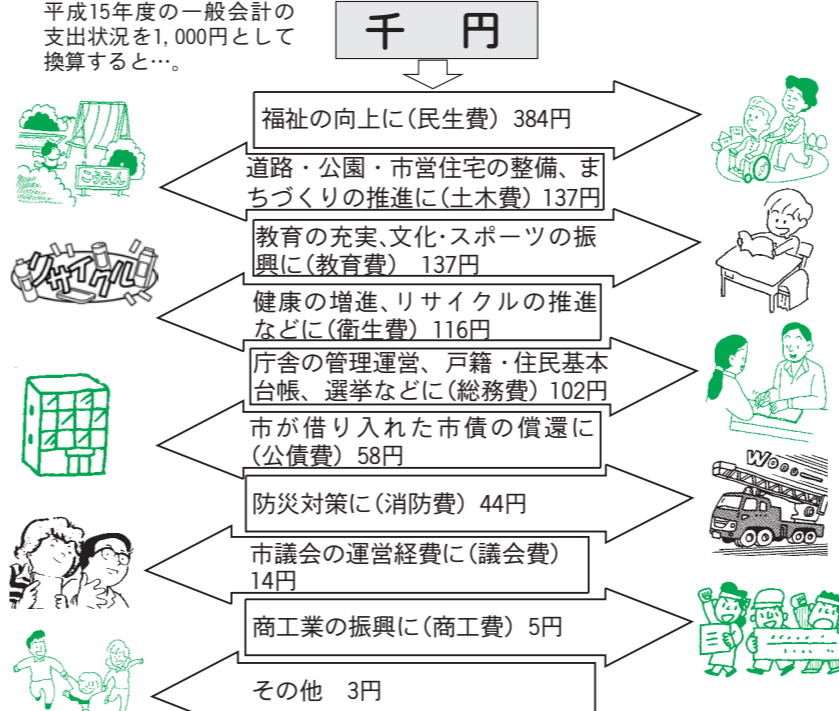 平成15年度の一般会計の
支出状況を1,000円として
換算すると…。
千 円
福祉の向上に(民生費) 384円
こうえん
道路・公園・市営住宅の整備、ま
ちづくりの推進に(土木費) 137円
教育の充実、文化・スポーツの振
興に(教育費) 137円
リサイクル
健康の増進、リサイクルの推進
などに(衛生費) 116円
庁舎の管理運営、戸籍・住民基本
台帳、選挙などに(総務費) 102円
市が借り入れた市債の償還に
(公債費) 58円
Wooo
防災対策に(消防費) 44円
市議会の運営経費に(議会費)
14円
商工業の振興に(商工費) 5円
その他 3円